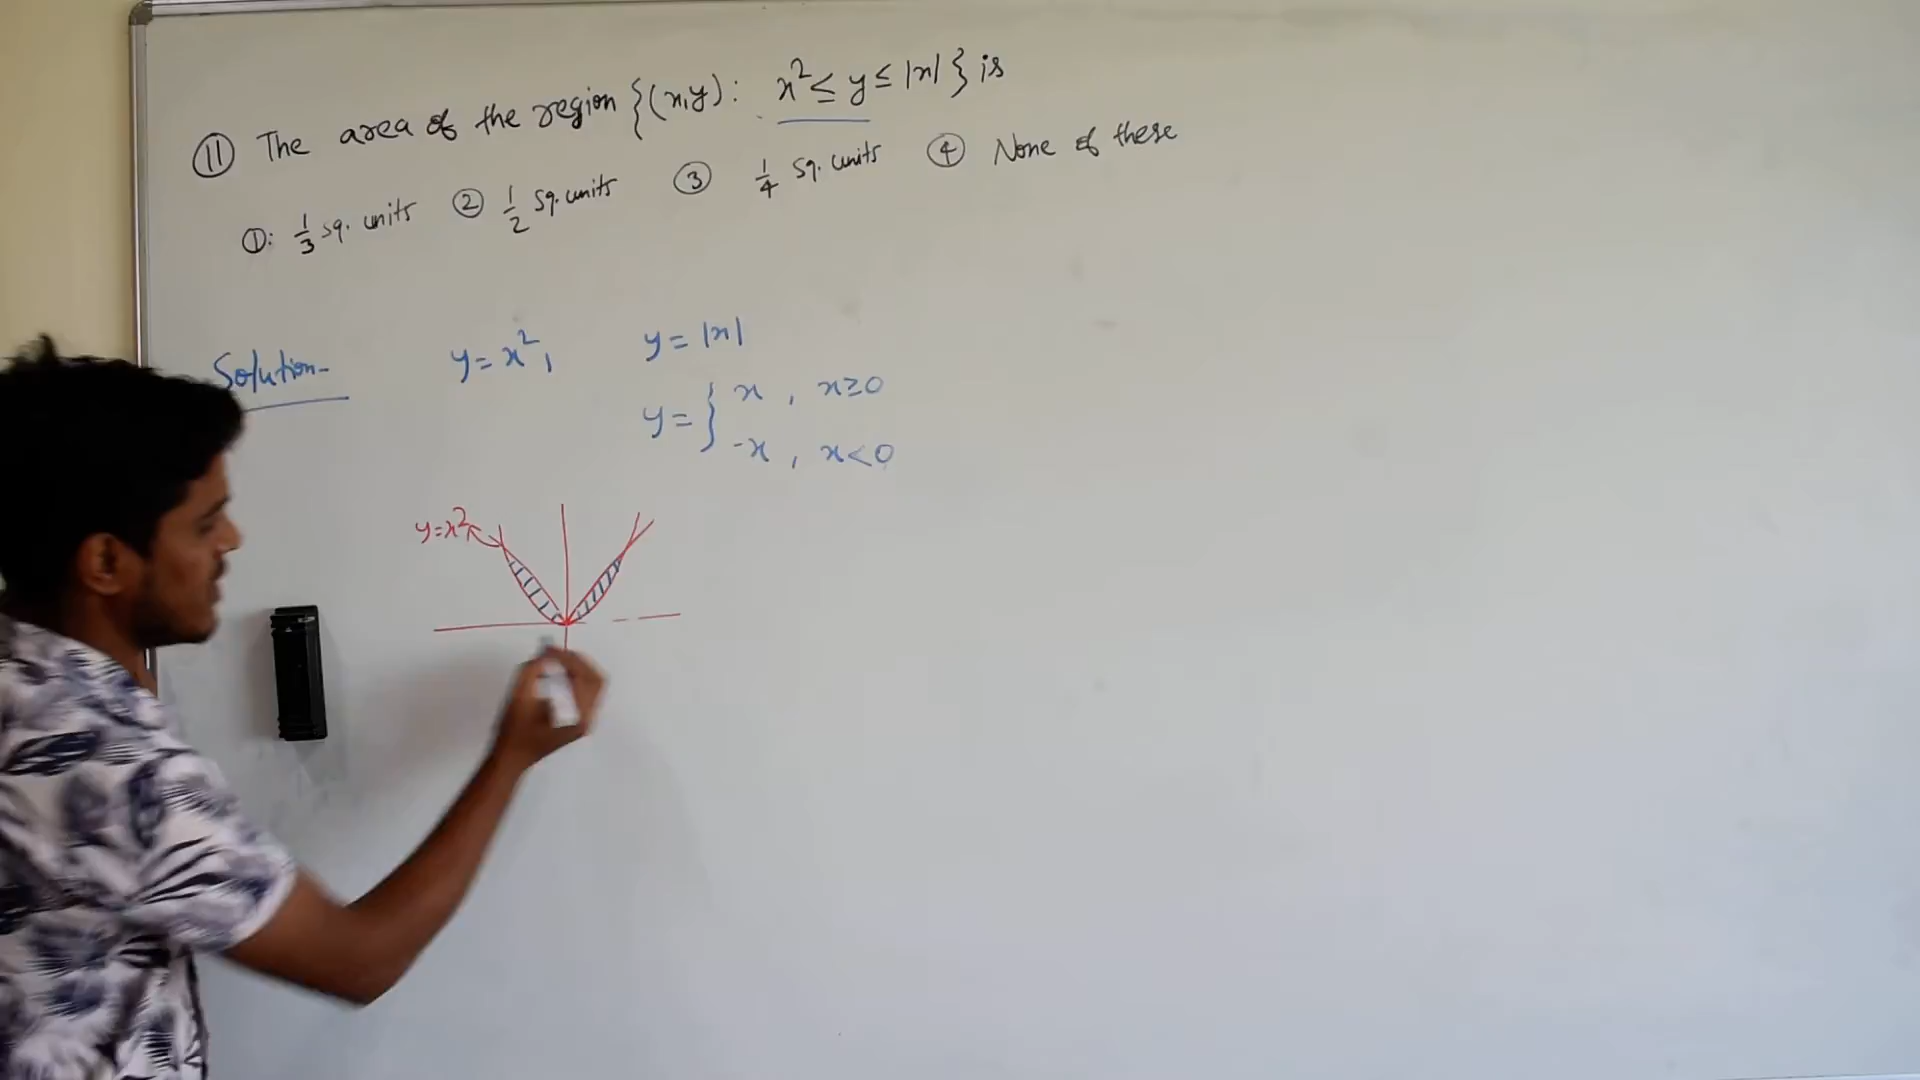 ⑪ The area of the region {(x,y): x² ≤ y ≤ |x| } is
①: 1/3 sq. units ② 1/2 sq. units ③ 1/4 sq. units ④ None of these
Solution-
y = x², y = |x|
y = } x , x≥0
-x , x<0
y=x²